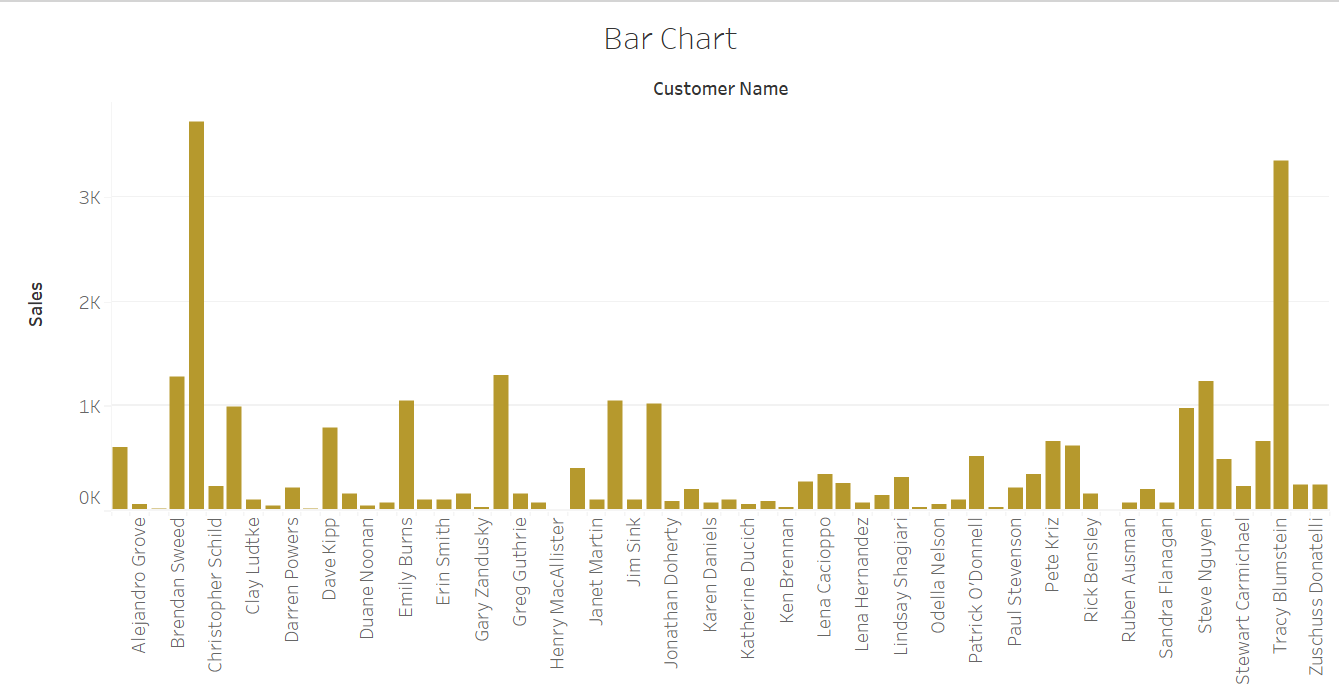 Bar Chart
Customer Name
3K
2K
1K
0K
Sales
Alejandro Grove
Brendan Sweed
Christopher Schild
Clay Ludtke
Darren Powers
Dave Kipp
Duane Noonan
Emily Burns
Erin Smith
Gary Zandusky
Greg Guthrie
Henry MacAllister
Janet Martin
Jim Sink
Jonathan Doherty
Karen Daniels
Katherine Ducich
Ken Brennan
Lena Cacioppo
Lena Hernandez
Lindsay Shagiari
Odella Nelson
Patrick O'Donnell
Paul Stevenson
Pete Kriz
Rick Bensley
Ruben Ausman
Sandra Flanagan
Steve Nguyen
Stewart Carmichael
Tracy Blumstein
Zuschuss Donatelli